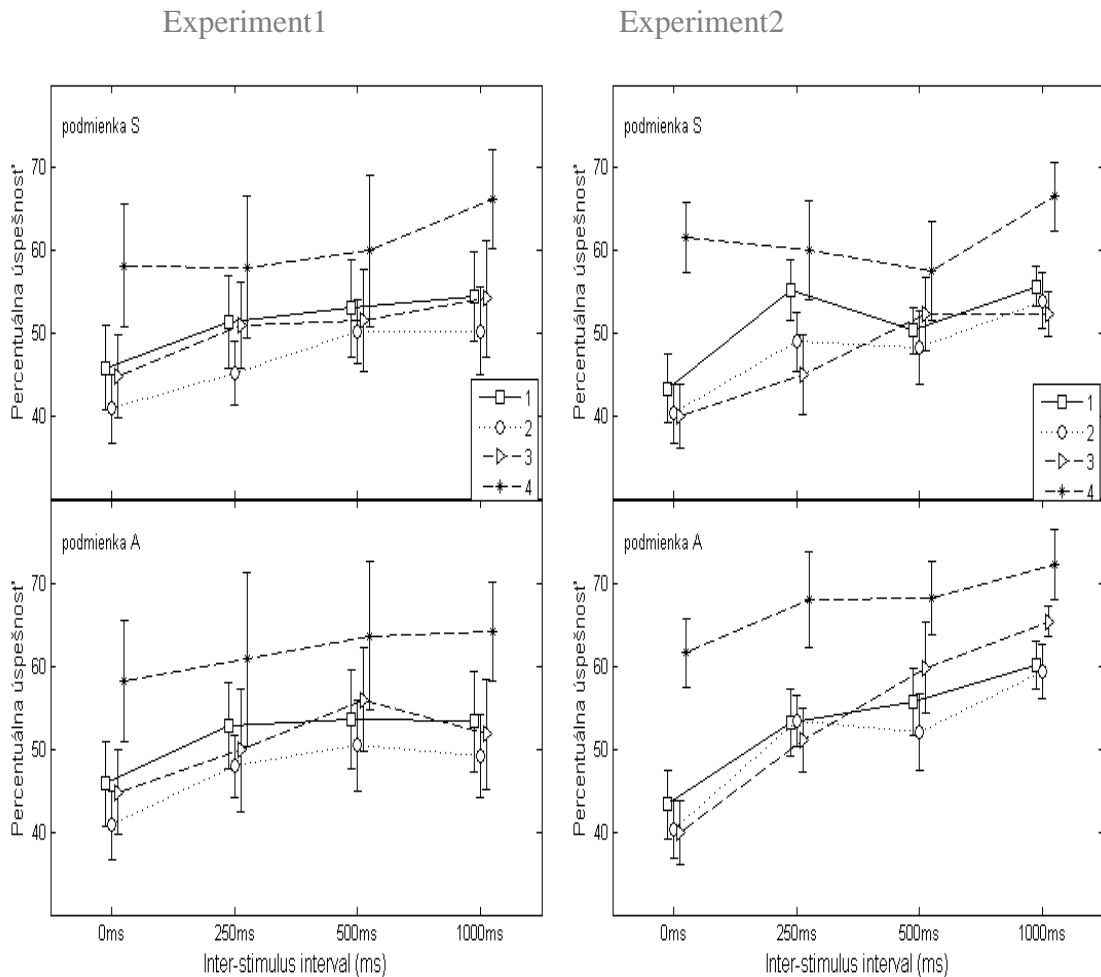 Experiment1
Experiment2
podmienka S
Percentuálna úspešnosť
70
60
50
40
1
2
3
4
podmienka S
Percentuálna úspešnosť
70
60
50
40
1
2
3
4
podmienka A
Percentuálna úspešnosť
70
60
50
40
0ms 250ms 500ms 1000ms
Inter-stimulus interval (ms)
podmienka A
Percentuálna úspešnosť
70
60
50
40
0ms 250ms 500ms 1000ms
Inter-stimulus interval (ms)